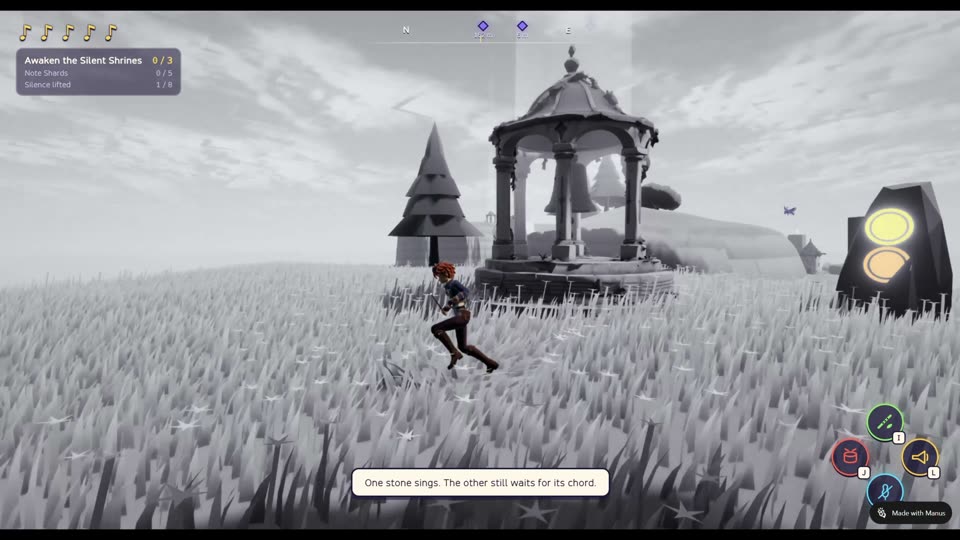 N
E
Awaken the Silent Shrines 0 / 3
Note Shards 0 / 5
Silence lifted 1 / 6
I
J
L
One stone sings. The other still waits for its chord.
Made with Manus